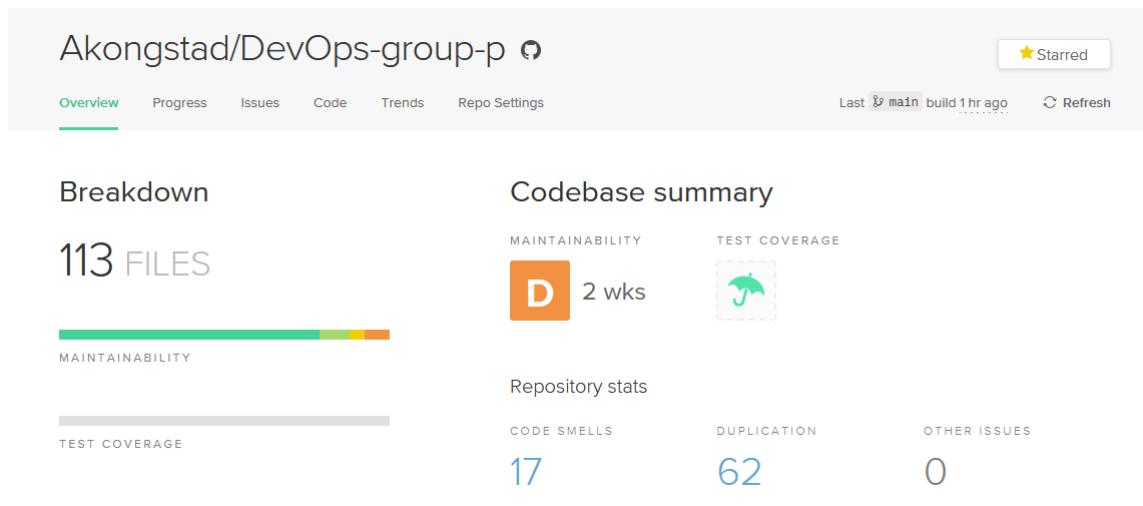 Akongstad/DevOps-group-p
Starred
Overview Progress Issues Code Trends Repo Settings
Last main build 1 hr ago Refresh
Breakdown
113 FILES
MAINTAINABILITY
TEST COVERAGE
Codebase summary
MAINTAINABILITY TEST COVERAGE
D 2 wks
Repository stats
CODE SMELLS DUPLICATION OTHER ISSUES
17 62 0